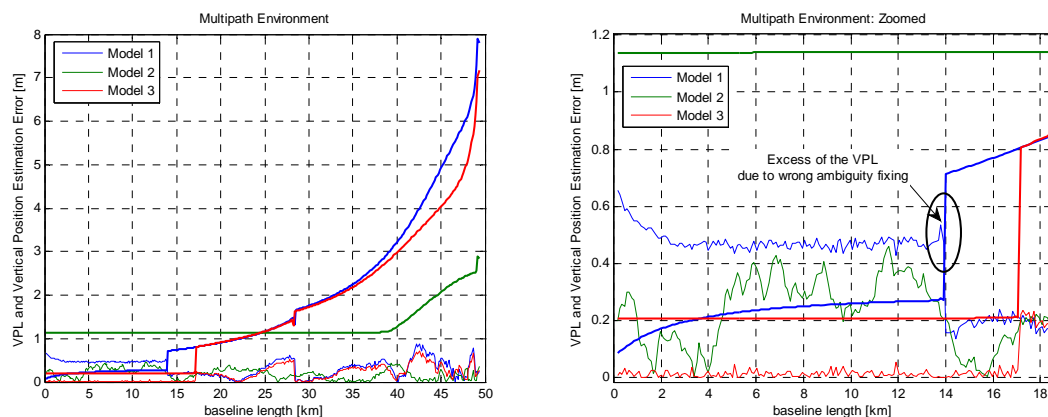 Multipath Environment
8
7
6
5
4
3
2
1
0
VPL and Vertical Position Estimation Error [m]
Model 1
Model 2
Model 3
0 5 10 15 20 25 30 35 40 45 50
baseline length [km]
Multipath Environment: Zoomed
1.2
1
0.8
0.6
0.4
0.2
0
VPL and Vertical Position Estimation Error [m]
Model 1
Model 2
Model 3
Excess of the VPL
due to wrong ambiguity fixing
0 2 4 6 8 10 12 14 16 18
baseline length [km]